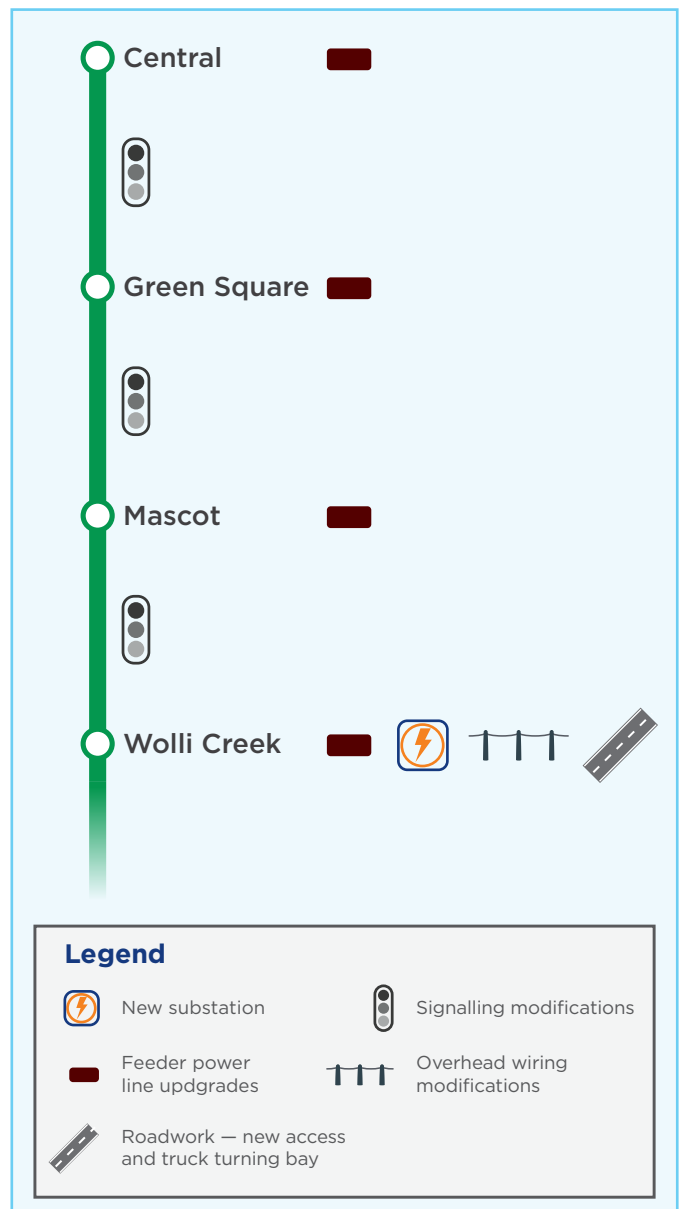 Central
Green Square
Mascot
Wolli Creek
Legend
New substation
Signalling modifications
Feeder power
line updgrades
Overhead wiring
modifications
Roadwork — new access
and truck turning bay